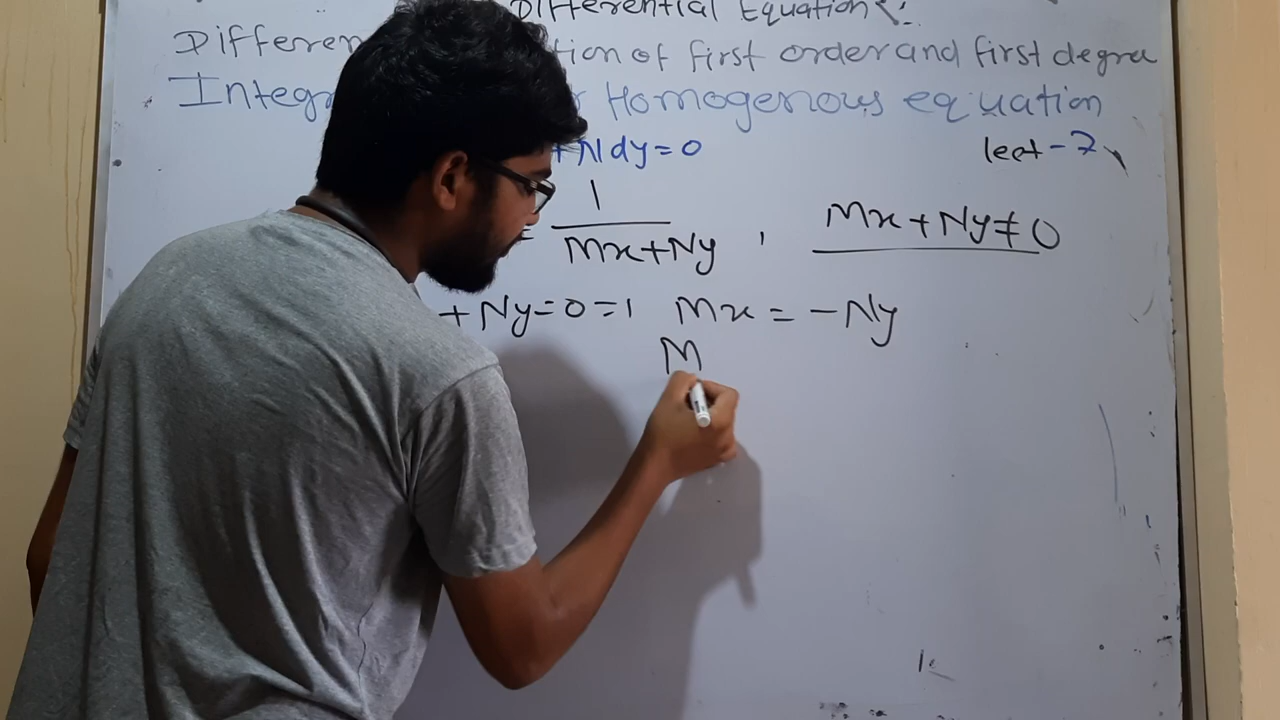 Differential Equation :
Differen tion of first order and first degree
Integr Homogenous equation
+ Ndy = 0
lect - 7
= 1 / Mx + Ny , Mx + Ny ≠ 0
+ Ny = 0 = 1 Mx = - Ny
M